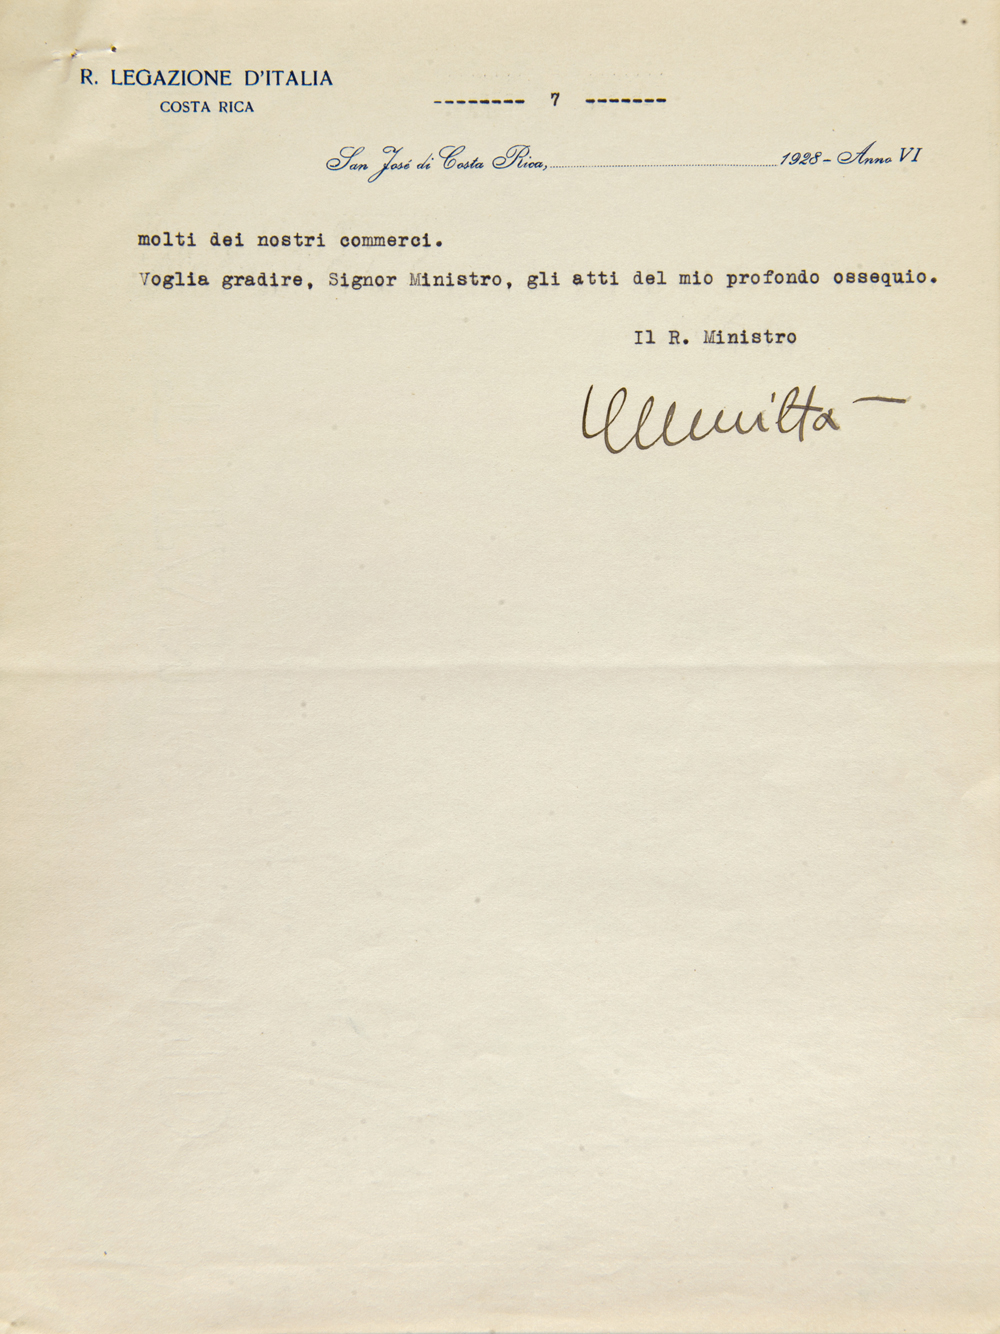 R. LEGAZIONE D'ITALIA
COSTA RICA
-------- 7 -------
San José di Costa Rica, 1928 - Anno VI
molti dei nostri commerci.
Voglia gradire, Signor Ministro, gli atti del mio profondo ossequio.
Il R. Ministro